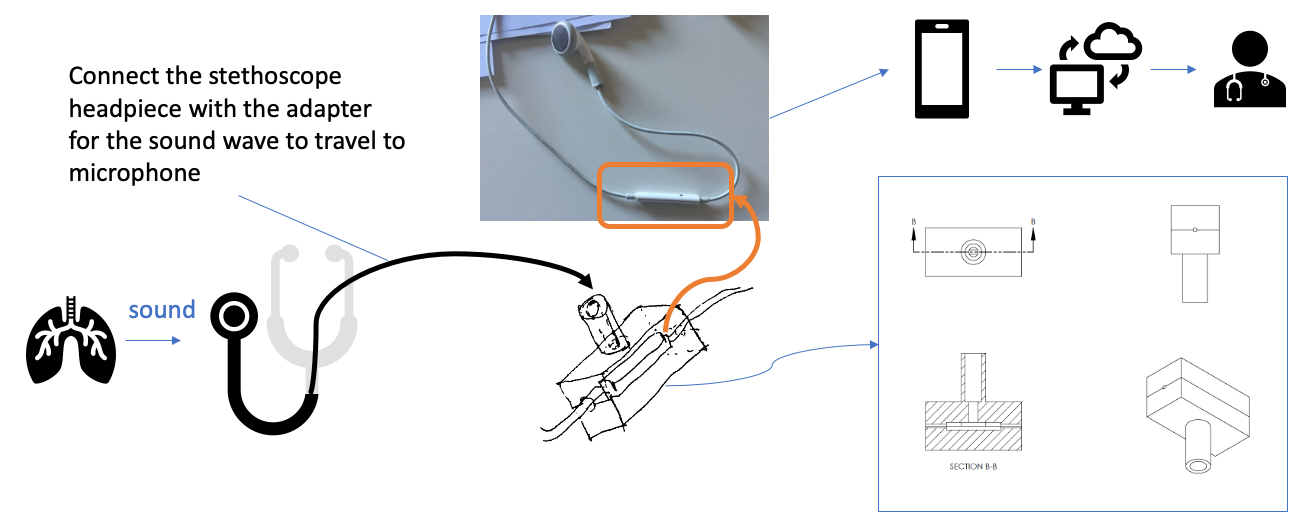 Connect the stethoscope
headpiece with the adapter
for the sound wave to travel to
microphone
sound
B B
SECTION B-B